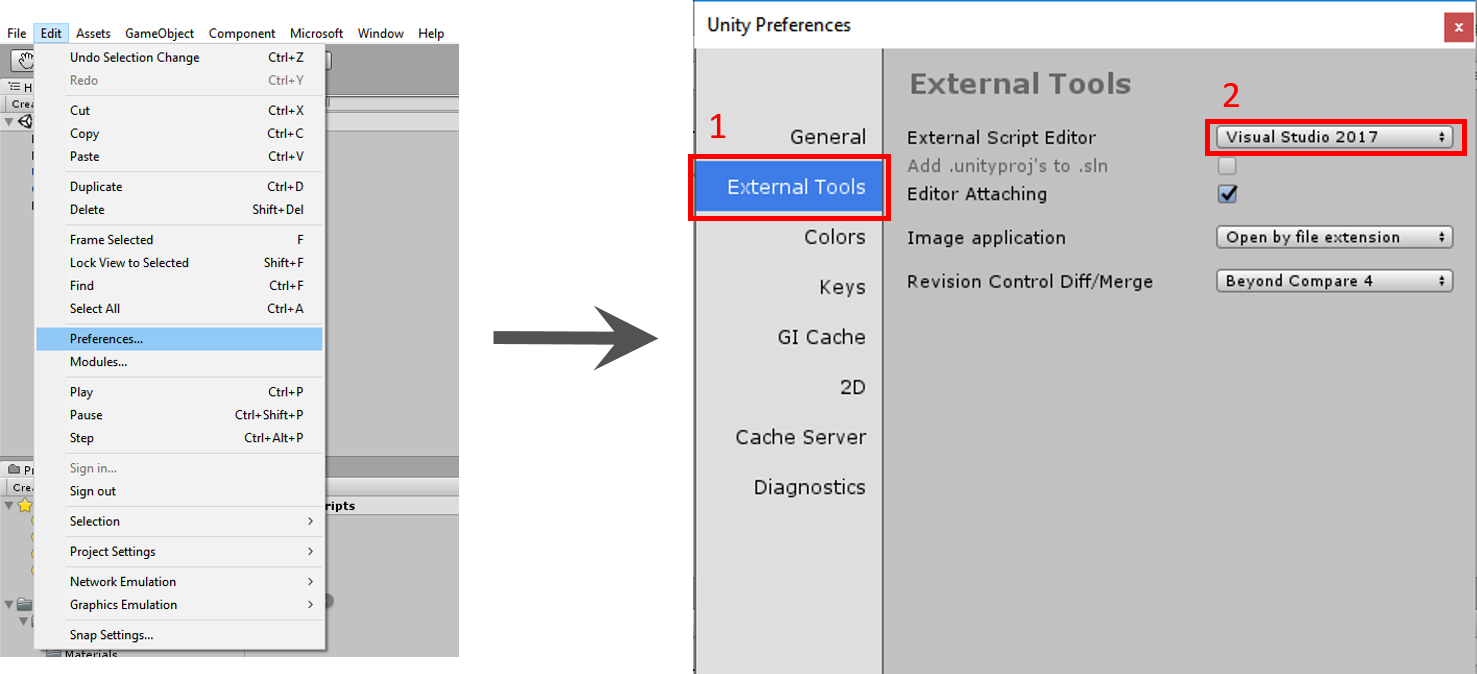 File Edit Assets GameObject Component Microsoft Window Help
Undo Selection Change Ctrl+Z
Redo Ctrl+Y
Cut Ctrl+X
Copy Ctrl+C
Paste Ctrl+V
Duplicate Ctrl+D
Delete Shift+Del
Frame Selected F
Lock View to Selected Shift+F
Find Ctrl+F
Select All Ctrl+A
Preferences...
Modules...
Play Ctrl+P
Pause Ctrl+Shift+P
Step Ctrl+Alt+P
Sign in...
Sign out
Selection
Project Settings
Network Emulation
Graphics Emulation
Snap Settings...
H
Crea
Pr
Cre
ripts
Materials
Unity Preferences
x
1
General
External Tools
Colors
Keys
GI Cache
2D
Cache Server
Diagnostics
External Tools
2
External Script Editor Visual Studio 2017
Add .unityproj's to .sln
Editor Attaching
Image application Open by file extension
Revision Control Diff/Merge Beyond Compare 4